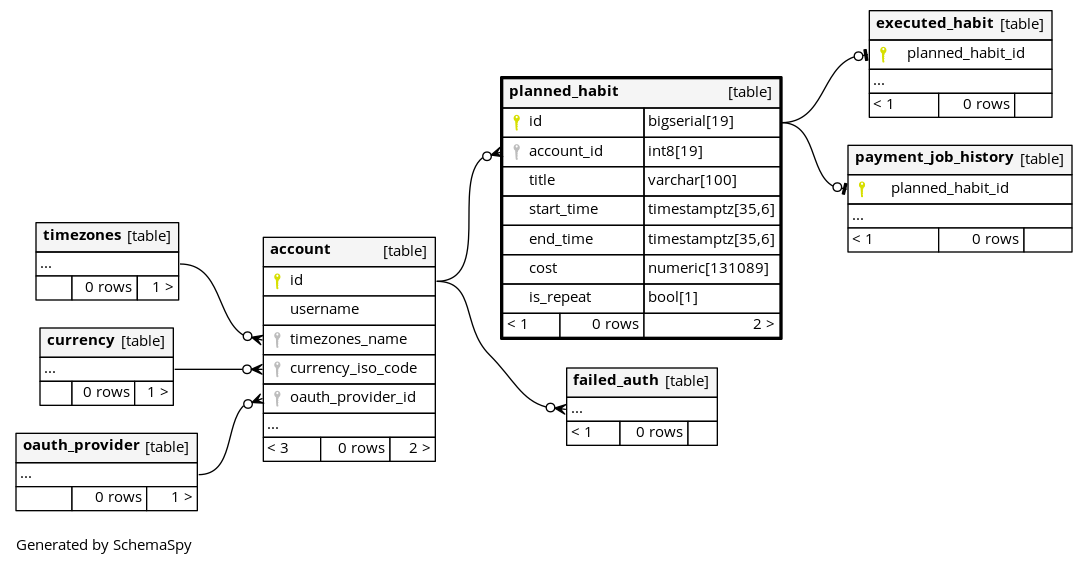 executed_habit [table]
planned_habit_id
...
< 1 0 rows
planned_habit [table]
id bigserial[19]
account_id int8[19]
title varchar[100]
start_time timestamptz[35,6]
end_time timestamptz[35,6]
cost numeric[131089]
is_repeat bool[1]
< 1 0 rows 2 >
payment_job_history [table]
planned_habit_id
...
< 1 0 rows
timezones [table]
...
0 rows 1 >
account [table]
id
username
timezones_name
currency_iso_code
oauth_provider_id
...
< 3 0 rows 2 >
currency [table]
...
0 rows 1 >
failed_auth [table]
...
< 1 0 rows
oauth_provider [table]
...
0 rows 1 >
Generated by SchemaSpy